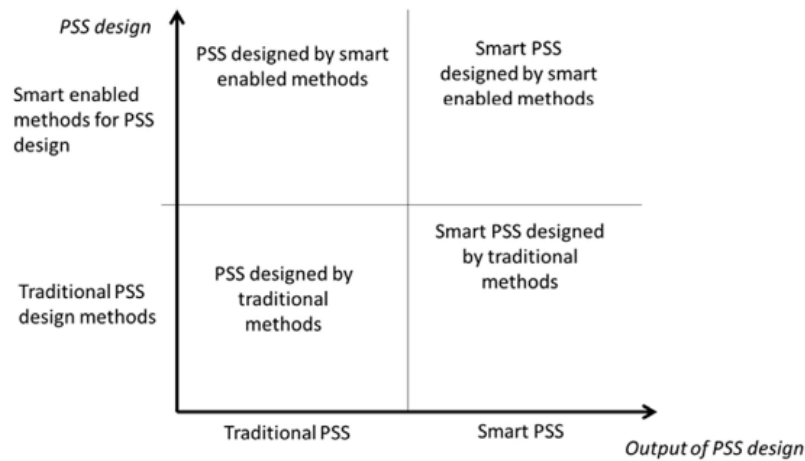 PSS design
PSS designed by smart
enabled methods
Smart PSS
designed by smart
enabled methods
Smart enabled
methods for PSS
design
Smart PSS designed
by traditional
methods
PSS designed by
traditional
methods
Traditional PSS
design methods
Traditional PSS
Smart PSS
Output of PSS design